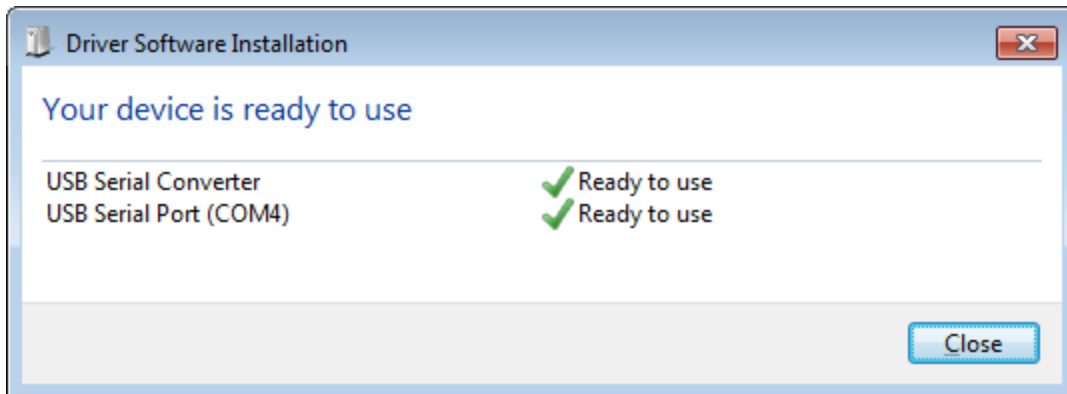 Driver Software Installation
Your device is ready to use
USB Serial Converter Ready to use
USB Serial Port (COM4) Ready to use
Close